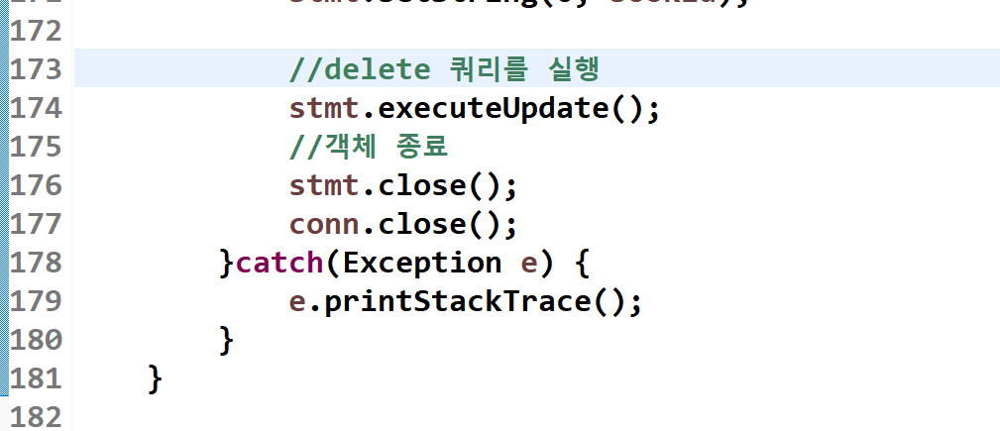 172
173 //delete 쿼리를 실행
174 stmt.executeUpdate();
175 //객체 종료
176 stmt.close();
177 conn.close();
178 }catch(Exception e) {
179 e.printStackTrace();
180 }
181 }
182